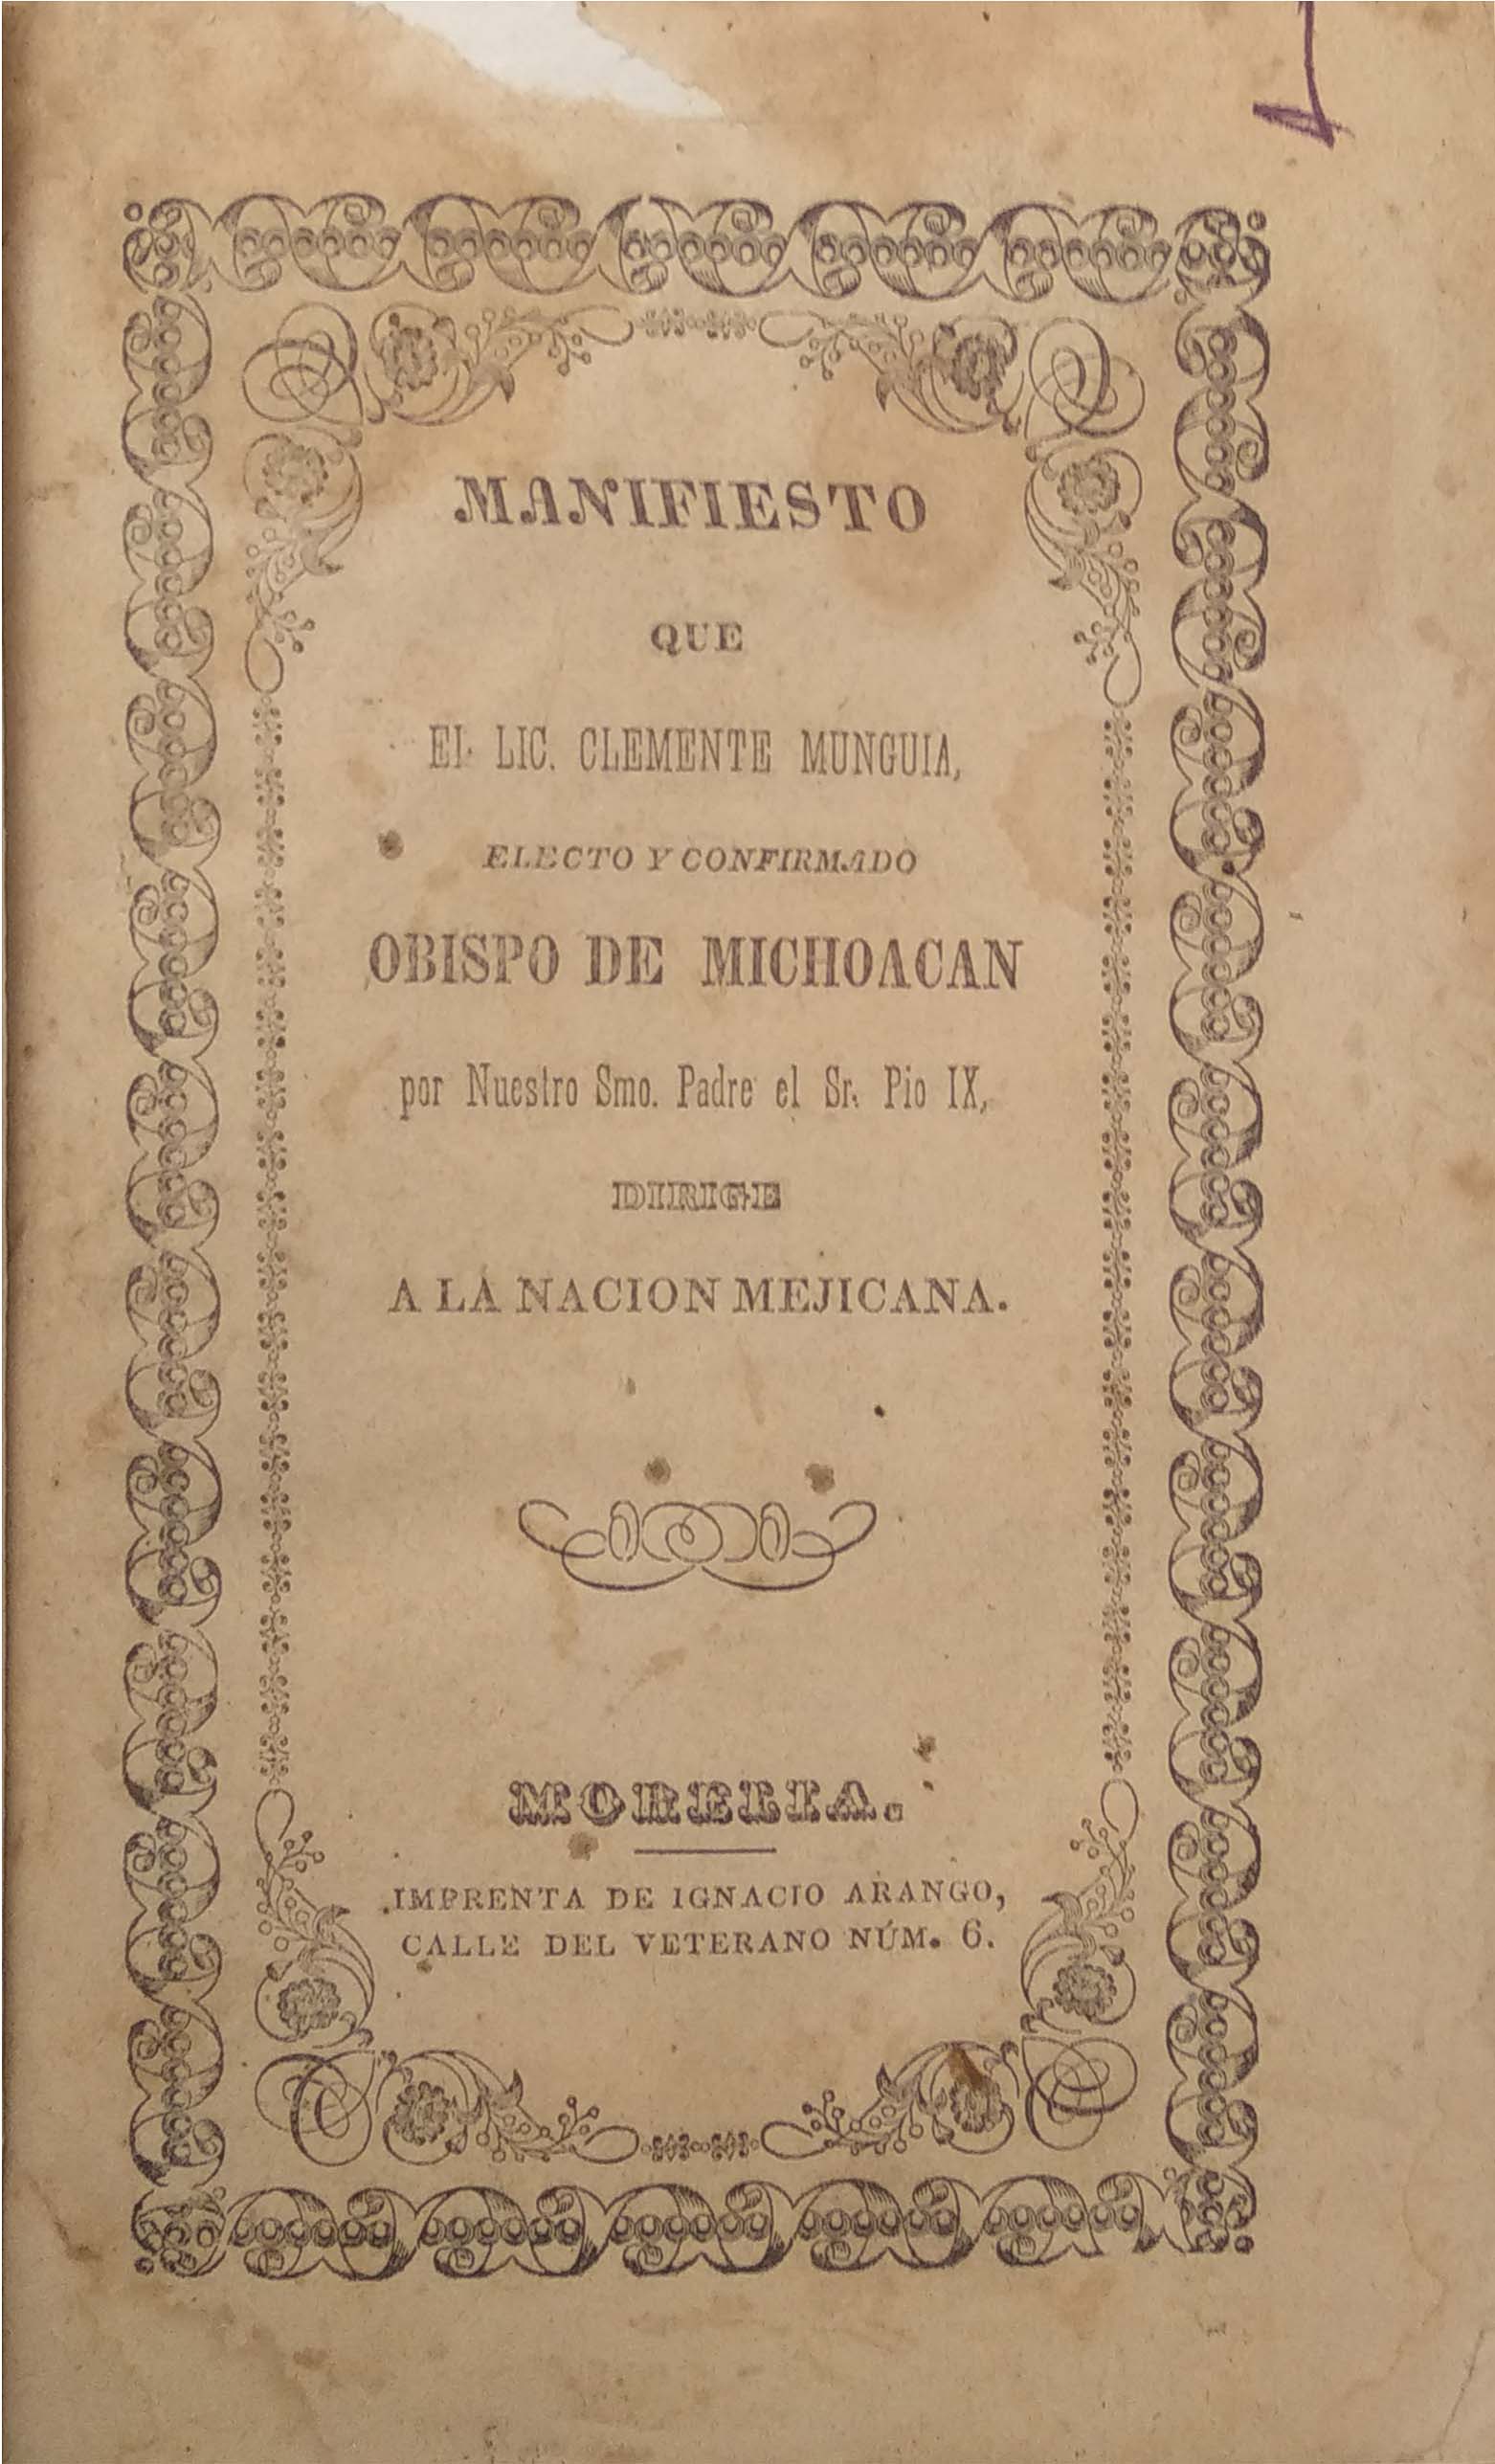 MANIFIESTO
QUE
El LIC. CLEMENTE MUNGUIA,
ELECTO Y CONFIRMADO
OBISPO DE MICHOACAN
por Nuestro Smo. Padre el Sr. Pio IX,
DIRIGE
A LA NACION MEJICANA.
MORELIA.
IMPRENTA DE IGNACIO ARANGO,
CALLE DEL VETERANO NÚM. 6.